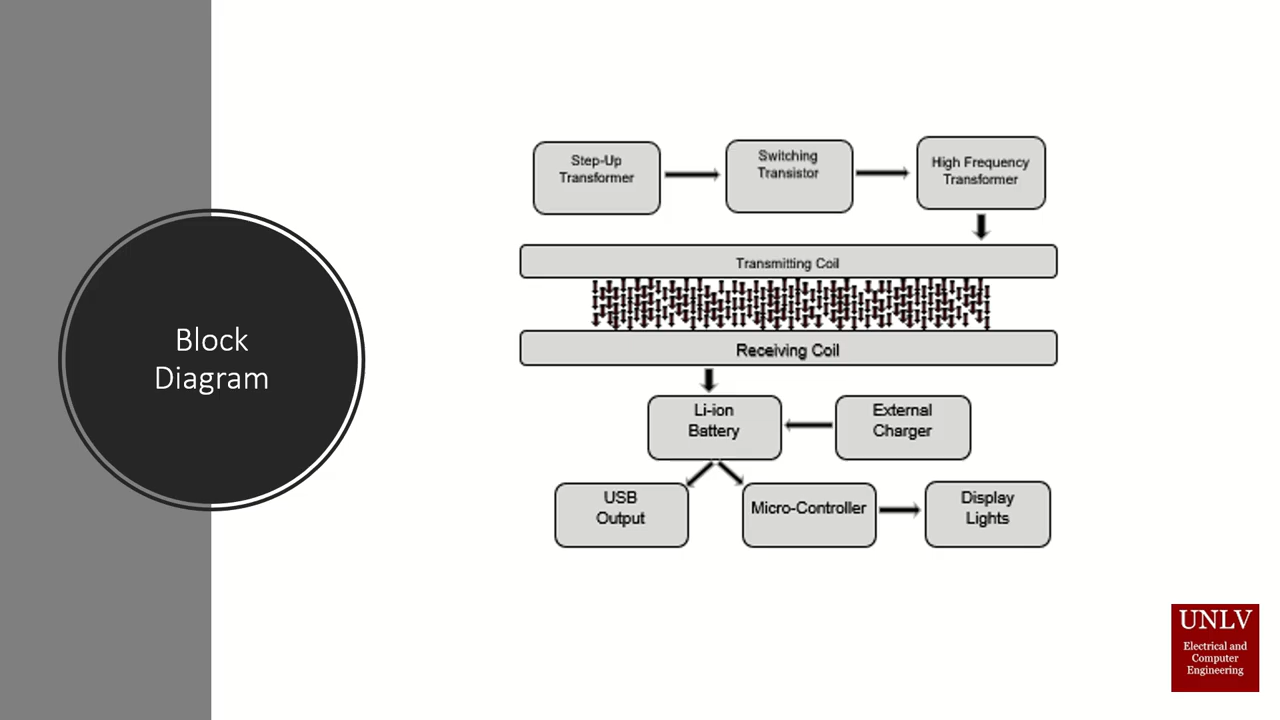 Block
Diagram
Step-Up
Transformer
Switching
Transistor
High Frequency
Transformer
Transmitting Coil
Receiving Coil
Li-ion
Battery
External
Charger
USB
Output
Micro-Controller
Display
Lights
UNLV
Electrical and
Computer
Engineering